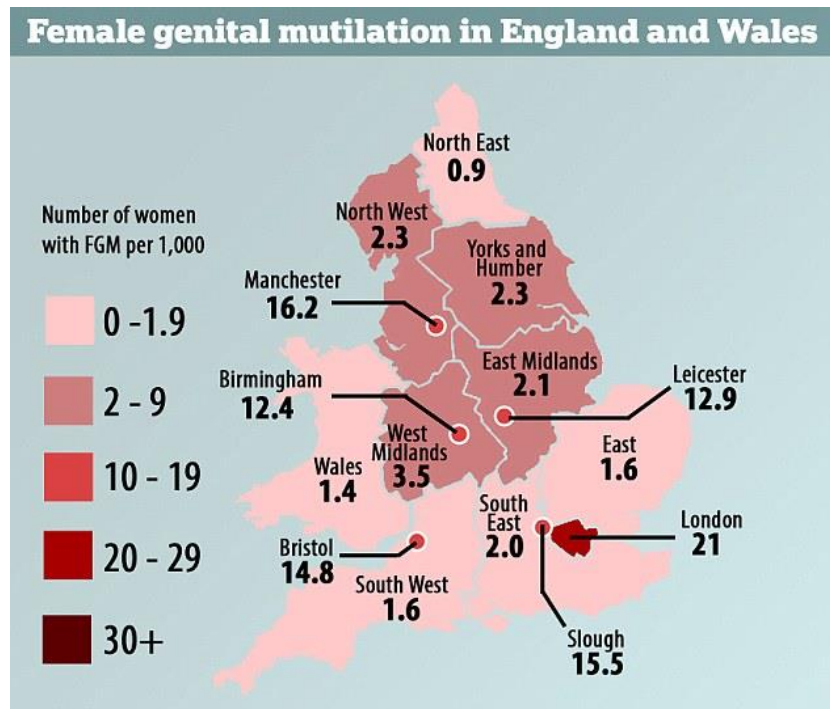 Female genital mutilation in England and Wales
North East
0.9
Number of women
with FGM per 1,000
0 -1.9
2 - 9
10 - 19
20 - 29
30+
North West
2.3
Yorks and
Humber
2.3
Manchester
16.2
East Midlands
2.1
Leicester
12.9
Birmingham
12.4
West
Midlands
3.5
East
1.6
Wales
1.4
South
East
2.0
London
21
Bristol
14.8
South West
1.6
Slough
15.5